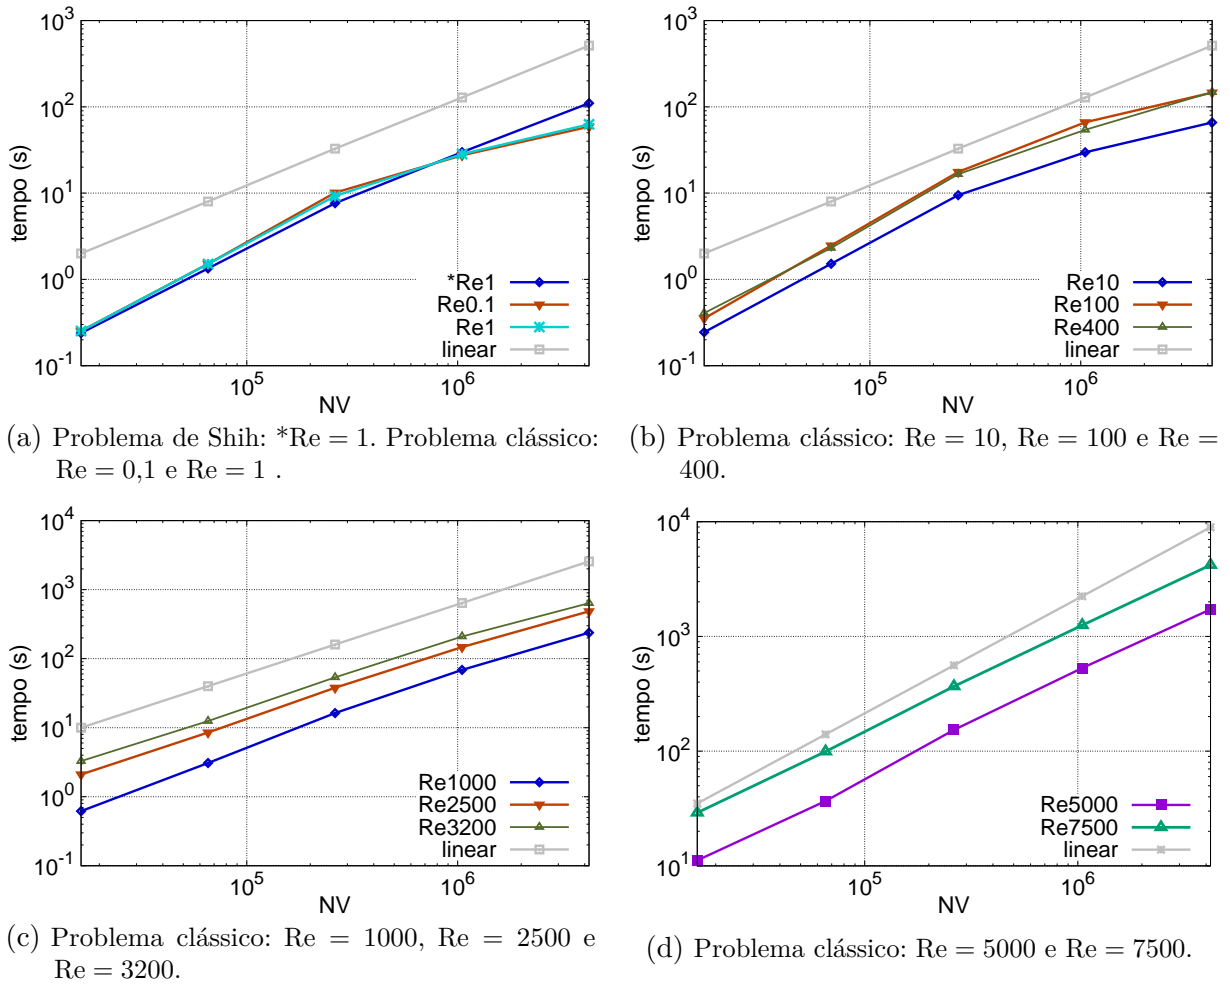 10^3
10^2
10^1
10^0
10^-1
tempo (s)
*Re1
Re0.1
Re1
linear
10^5
10^6
NV
(a) Problema de Shih: *Re = 1. Problema clássico:
Re = 0,1 e Re = 1 .
10^3
10^2
10^1
10^0
10^-1
tempo (s)
Re10
Re100
Re400
linear
10^5
10^6
NV
(b) Problema clássico: Re = 10, Re = 100 e Re =
400.
10^4
10^3
10^2
10^1
10^0
10^-1
tempo (s)
Re1000
Re2500
Re3200
linear
10^5
10^6
NV
(c) Problema clássico: Re = 1000, Re = 2500 e
Re = 3200.
10^4
10^3
10^2
10^1
tempo (s)
Re5000
Re7500
linear
10^5
10^6
NV
(d) Problema clássico: Re = 5000 e Re = 7500.